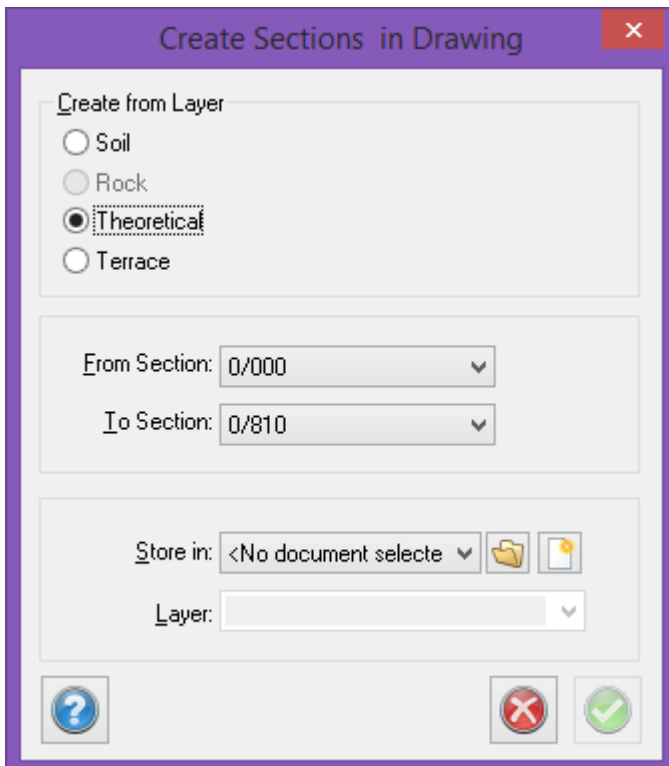 Create Sections in Drawing
Create from Layer
Soil
Rock
Theoretical
Terrace
From Section: 0/000
To Section: 0/810
Store in: <No document selecte
Layer: